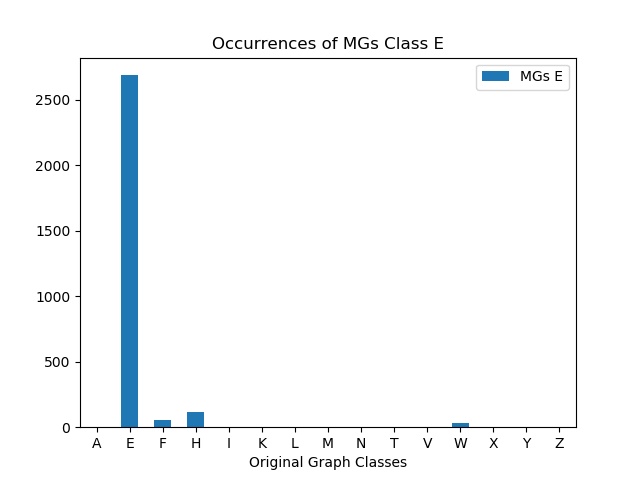 Occurrences of MGs Class E
MGs E
2500
2000
1500
1000
500
0
A E F H I K L M N T V W X Y Z
Original Graph Classes